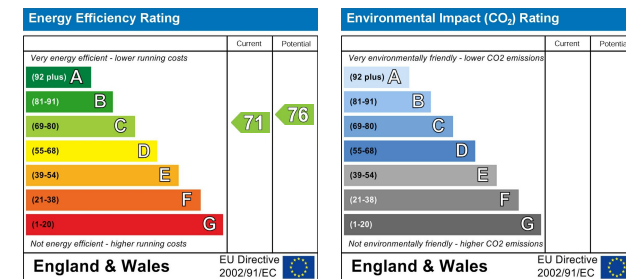 Energy Efficiency Rating
Current Potential
Very energy efficient - lower running costs
(92 plus) A
(81-91) B
(69-80) C
71 76
(55-68) D
(39-54) E
(21-38) F
(1-20) G
Not energy efficient - higher running costs
England & Wales
EU Directive
2002/91/EC
Environmental Impact (CO₂) Rating
Current Potential
Very environmentally friendly - lower CO2 emissions
(92 plus) A
(81-91) B
(69-80) C
(55-68) D
(39-54) E
(21-38) F
(1-20) G
Not environmentally friendly - higher CO2 emissions
England & Wales
EU Directive
2002/91/EC